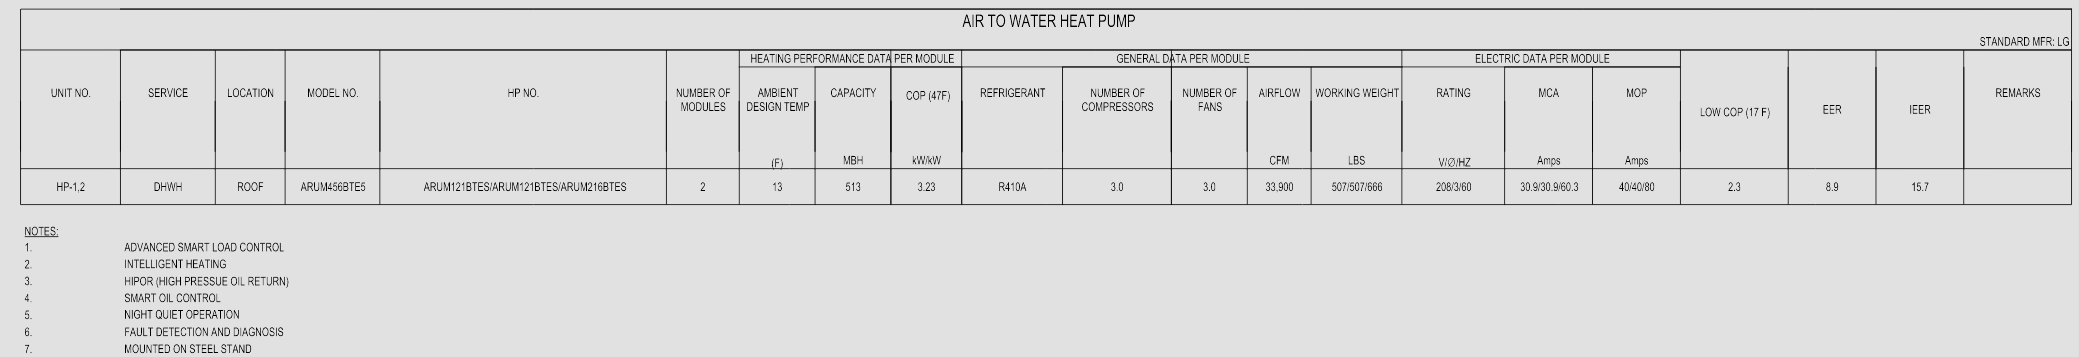 AIR TO WATER HEAT PUMP
STANDARD MFR: LG
HEATING PERFORMANCE DATA PER MODULE GENERAL DATA PER MODULE ELECTRIC DATA PER MODULE
UNIT NO. SERVICE LOCATION MODEL NO. HP NO. NUMBER OF MODULES AMBIENT DESIGN TEMP CAPACITY COP (47F) REFRIGERANT NUMBER OF COMPRESSORS NUMBER OF FANS AIRFLOW WORKING WEIGHT RATING MCA MOP LOW COP (17 F) EER IEER REMARKS
(F) MBH kW/kW CFM LBS V/∅/HZ Amps Amps
HP-1,2 DHWH ROOF ARUM456BTE5 ARUM121BTES/ARUM121BTES/ARUM216BTES 2 13 513 3.23 R410A 3.0 3.0 33,900 507/507/666 208/3/60 30.9/30.9/60.3 40/40/80 2.3 8.9 15.7
NOTES:
1. ADVANCED SMART LOAD CONTROL
2. INTELLIGENT HEATING
3. HIPOR (HIGH PRESSUE OIL RETURN)
4. SMART OIL CONTROL
5. NIGHT QUIET OPERATION
6. FAULT DETECTION AND DIAGNOSIS
7. MOUNTED ON STEEL STAND